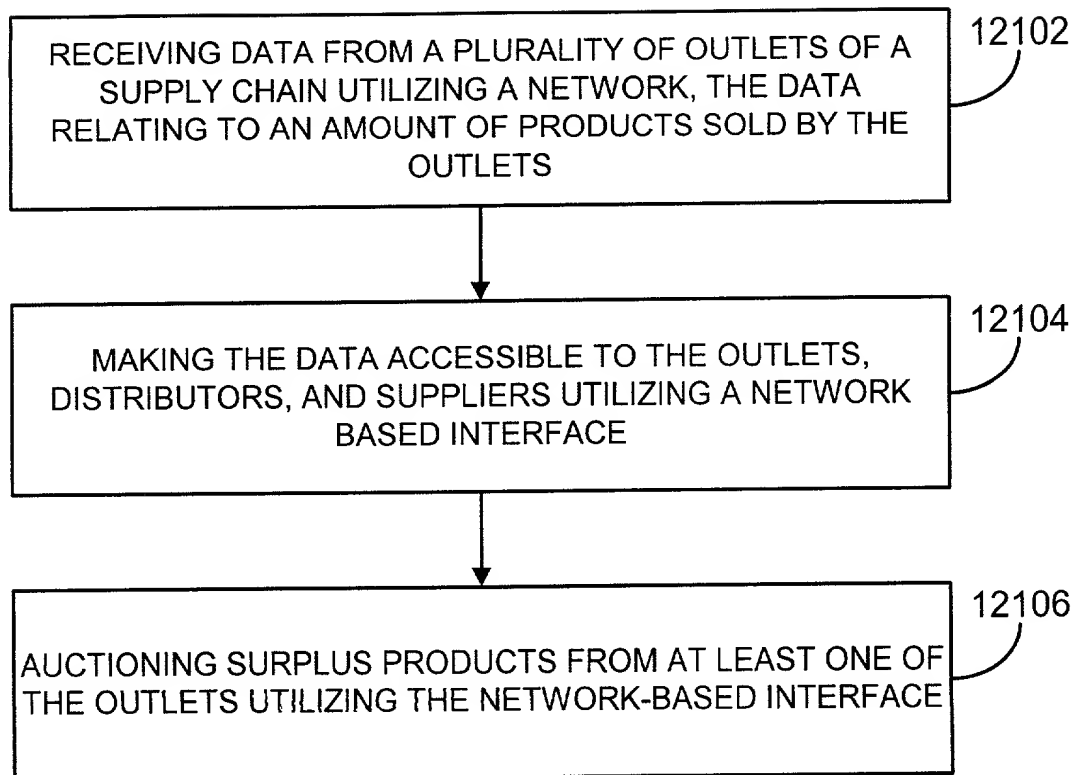 RECEIVING DATA FROM A PLURALITY OF OUTLETS OF A
SUPPLY CHAIN UTILIZING A NETWORK, THE DATA
RELATING TO AN AMOUNT OF PRODUCTS SOLD BY THE
OUTLETS
12102
MAKING THE DATA ACCESSIBLE TO THE OUTLETS,
DISTRIBUTORS, AND SUPPLIERS UTILIZING A NETWORK
BASED INTERFACE
12104
AUCTIONING SURPLUS PRODUCTS FROM AT LEAST ONE OF
THE OUTLETS UTILIZING THE NETWORK-BASED INTERFACE
12106